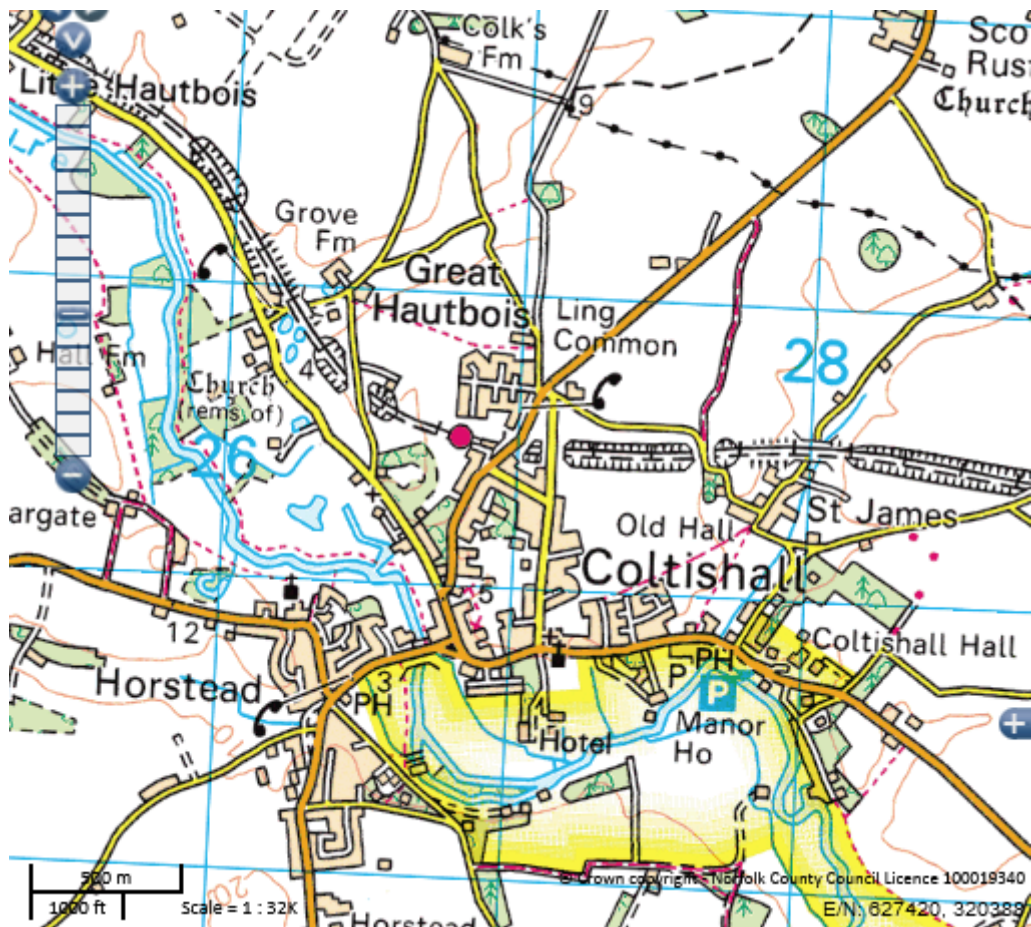 Colk's
Fm
Sco
Rust
Church
Little Hautbois
9
Grove
Fm
Great
Hautbois
Ling
Common
28
Hall Fm
4
Church
(rems of)
26
argate
Old Hall
St James
Coltishall
5
12
Coltishall Hall
Horstead
3
PH
PH
P
P
Manor
Ho
Hotel
500 m
1000 ft
Scale = 1 : 32K
© Crown copyright - Norfolk County Council Licence 100019340
E/N: 627420, 320388
Horstead